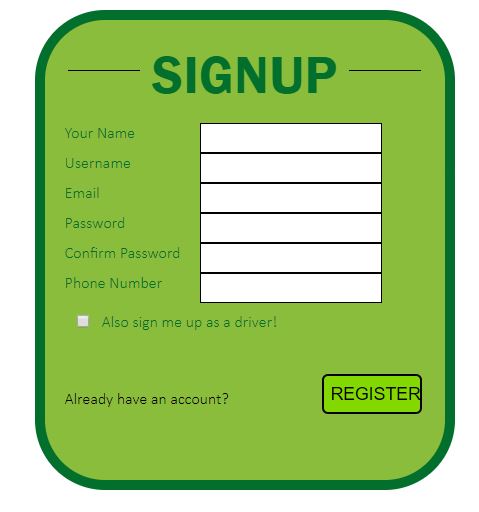 SIGNUP
Your Name
Username
Email
Password
Confirm Password
Phone Number
Also sign me up as a driver!
Already have an account?
REGISTER